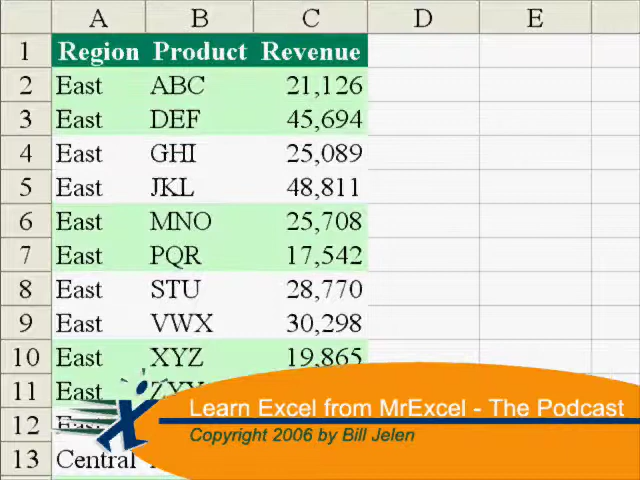 A B C D E
1 Region Product Revenue
2 East ABC 21,126
3 East DEF 45,694
4 East GHI 25,089
5 East JKL 48,811
6 East MNO 25,708
7 East PQR 17,542
8 East STU 28,770
9 East VWX 30,298
10 East XYZ 19,865
11 East
12 East
13 Central
Learn Excel from MrExcel - The Podcast
Copyright 2006 by Bill Jelen